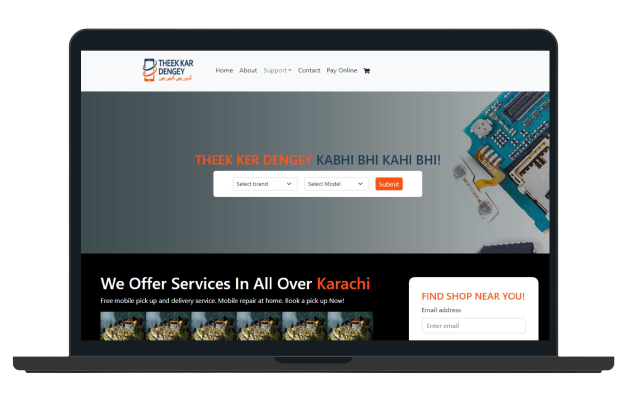 THEEK KAR
DENGEY
Home About Support Contact Pay Online
THEEK KER DENGEY KABHI BHI KAHI BHI!
Select brand Select Model Submit
We Offer Services In All Over Karachi
Free mobile pick up and delivery service. Mobile repair at home. Book a pick up Now!
FIND SHOP NEAR YOU!
Email address
Enter email